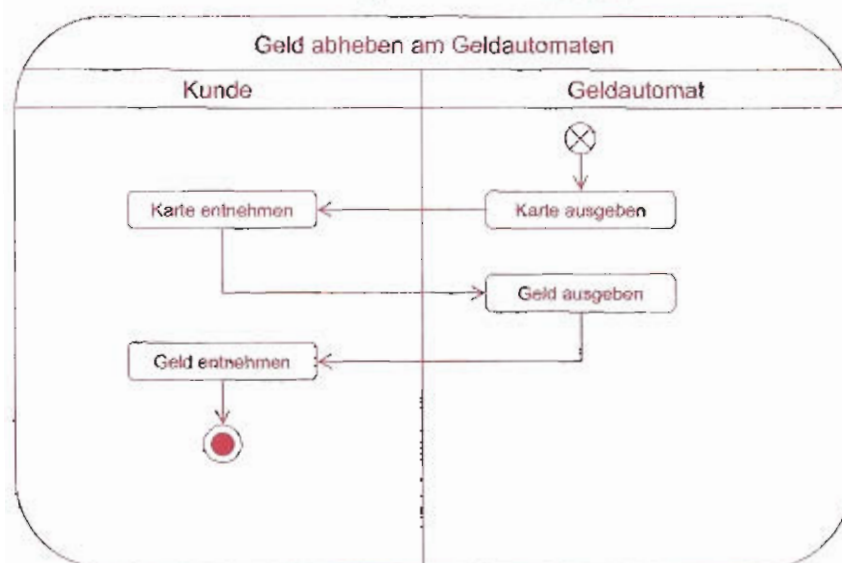 Geld abheben am Geldautomaten
Kunde
Geldautomat
Karte entnehmen
Karte ausgeben
Geld ausgeben
Geld entnehmen